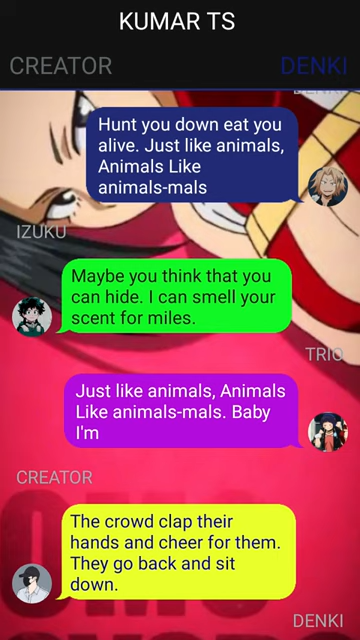 KUMAR TS
CREATOR
DENKI
DENKI
Hunt you down eat you
alive. Just like animals,
Animals Like
animals-mals
IZUKU
Maybe you think that you
can hide. I can smell your
scent for miles.
TRIO
Just like animals, Animals
Like animals-mals. Baby
I'm
CREATOR
The crowd clap their
hands and cheer for them.
They go back and sit
down.
DENKI